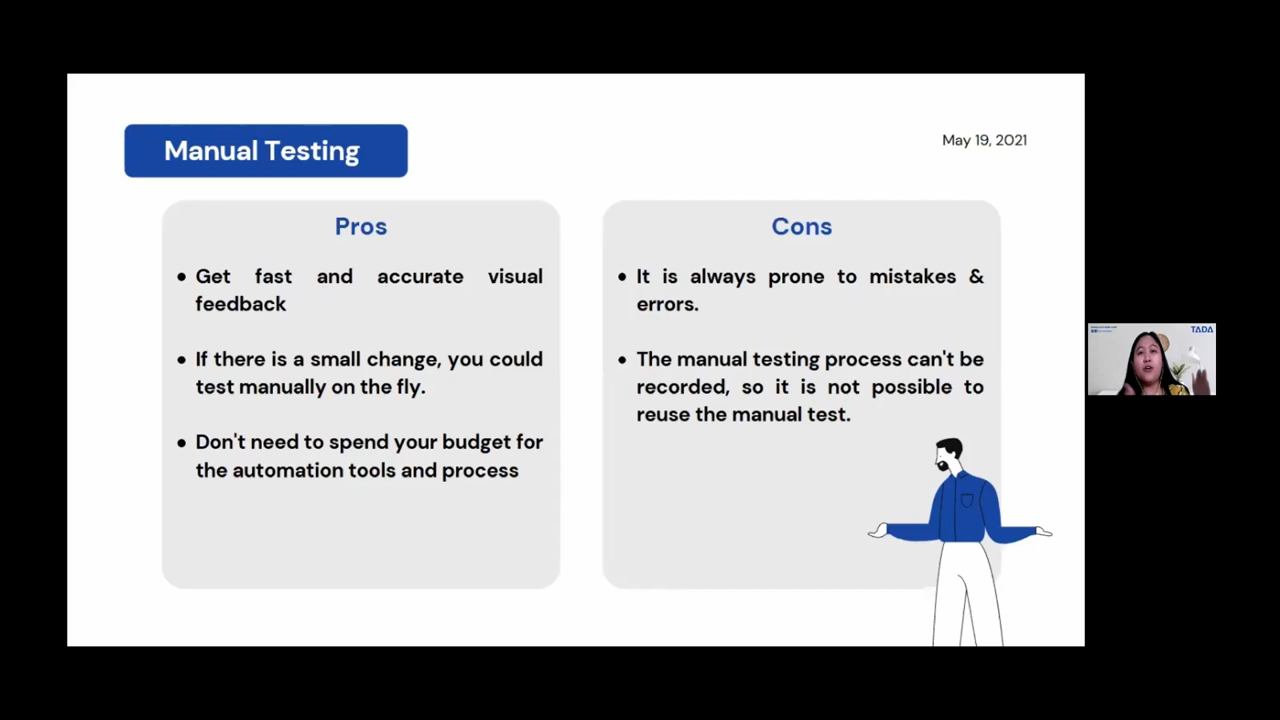 Manual Testing
May 19, 2021
Pros
• Get fast and accurate visual
feedback
• If there is a small change, you could
test manually on the fly.
• Don't need to spend your budget for
the automation tools and process
Cons
• It is always prone to mistakes &
errors.
• The manual testing process can't be
recorded, so it is not possible to
reuse the manual test.
TADA